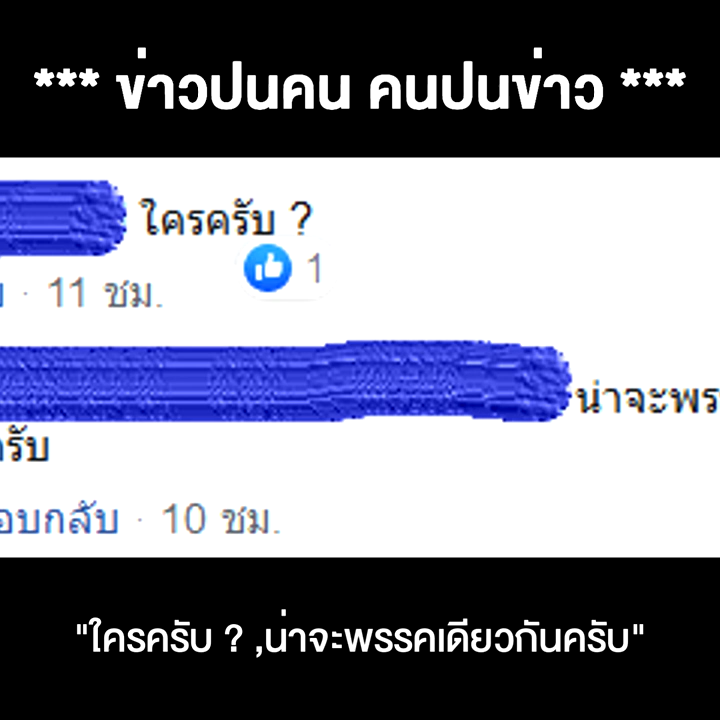 *** ข่าวปนคน คนปนข่าว ***
ใครครับ ?
1
11 ชม.
น่าจะพร
รับ
อบกลับ · 10 ชม.
"ใครครับ ? ,น่าจะพรรคเดียวกันครับ"